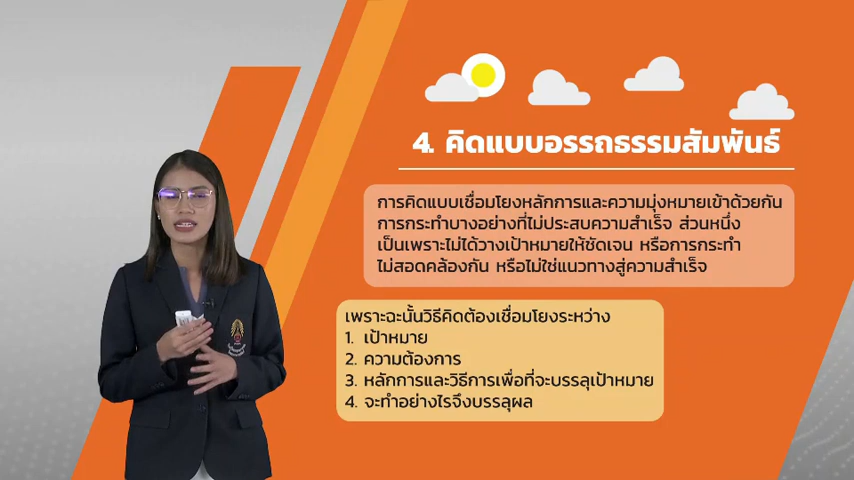 4. คิดแบบอรรถธรรมสัมพันธ์
การคิดแบบเชื่อมโยงหลักการและความมุ่งหมายเข้าด้วยกัน
การกระทำบางอย่างที่ไม่ประสบความสำเร็จ ส่วนหนึ่ง
เป็นเพราะไม่ได้วางเป้าหมายให้ชัดเจน หรือการกระทำ
ไม่สอดคล้องกัน หรือไม่ใช่แนวทางสู่ความสำเร็จ
เพราะฉะนั้นวิธีคิดต้องเชื่อมโยงระหว่าง
1. เป้าหมาย
2. ความต้องการ
3. หลักการและวิธีการเพื่อที่จะบรรลุเป้าหมาย
4. จะทำอย่างไรจึงบรรลุผล